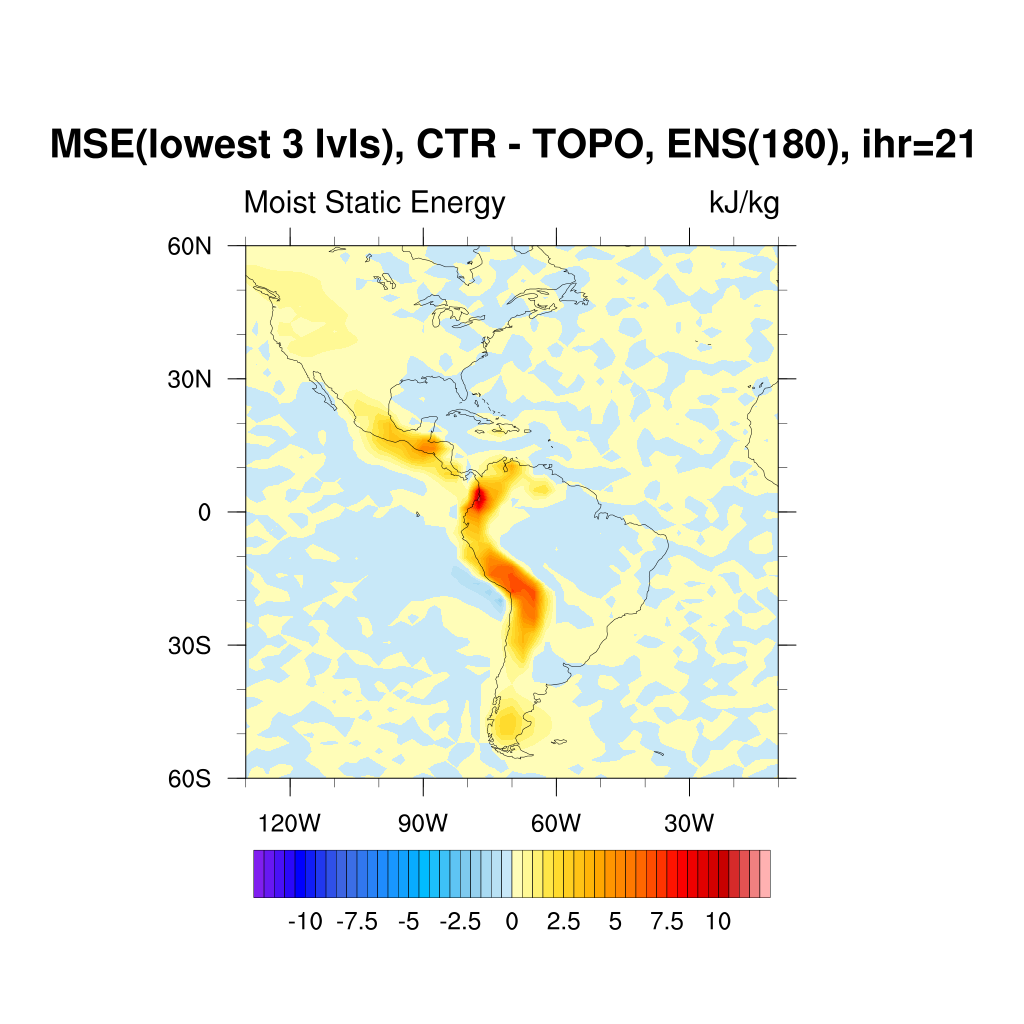 MSE(lowest 3 lvls), CTR - TOPO, ENS(180), ihr=21
Moist Static Energy kJ/kg
60N
30N
0
30S
60S
120W 90W 60W 30W
-10 -7.5 -5 -2.5 0 2.5 5 7.5 10